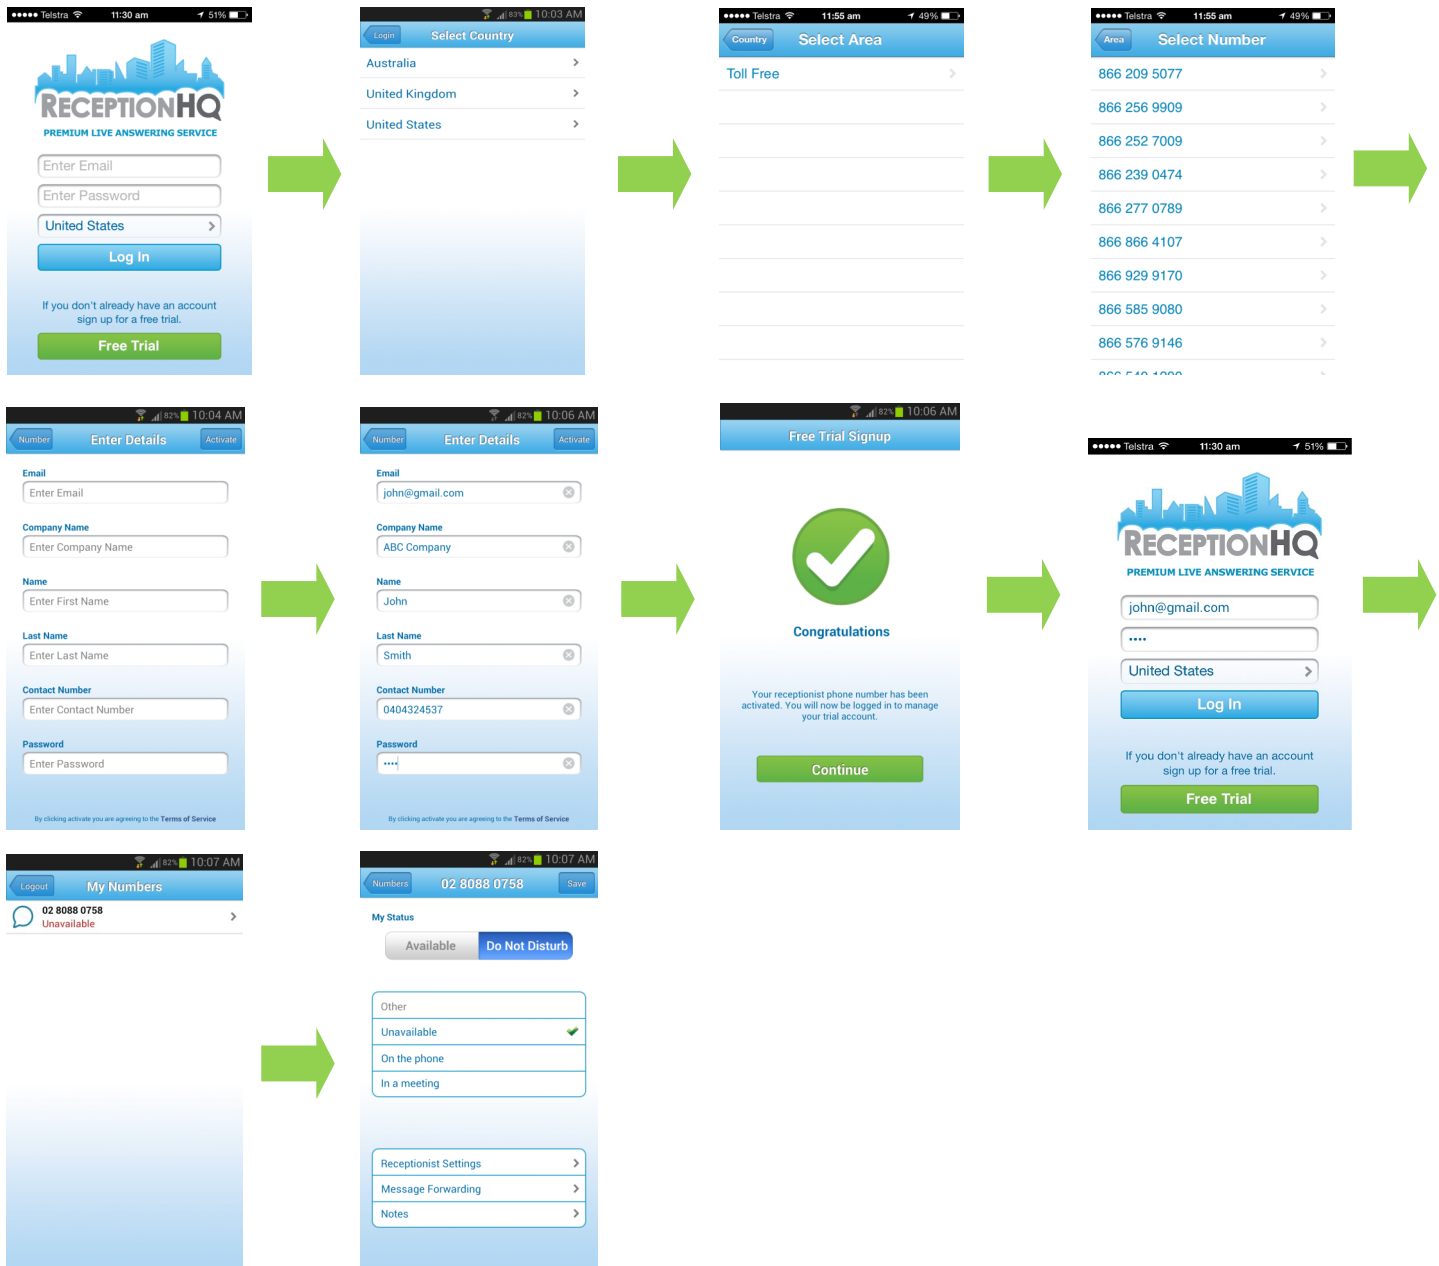 Telstra 11:30 am 51%
RECEPTIONHQ
PREMIUM LIVE ANSWERING SERVICE
Enter Email
Enter Password
United States
Log In
If you don't already have an account
sign up for a free trial.
Free Trial
83% 10:03 AM
Login Select Country
Australia
United Kingdom
United States
Telstra 11:55 am 49%
Country Select Area
Toll Free
Telstra 11:55 am 49%
Area Select Number
866 209 5077
866 256 9909
866 252 7009
866 239 0474
866 277 0789
866 866 4107
866 929 9170
866 585 9080
866 576 9146
82% 10:04 AM
Number Enter Details Activate
Email
Enter Email
Company Name
Enter Company Name
Name
Enter First Name
Last Name
Enter Last Name
Contact Number
Enter Contact Number
Password
Enter Password
By clicking activate you are agreeing to the Terms of Service
82% 10:06 AM
Number Enter Details Activate
Email
john@gmail.com
Company Name
ABC Company
Name
John
Last Name
Smith
Contact Number
0404324537
Password
••••
By clicking activate you are agreeing to the Terms of Service
82% 10:06 AM
Free Trial Signup
Congratulations
Your receptionist phone number has been
activated. You will now be logged in to manage
your trial account.
Continue
Telstra 11:30 am 51%
RECEPTIONHQ
PREMIUM LIVE ANSWERING SERVICE
john@gmail.com
••••
United States
Log In
If you don't already have an account
sign up for a free trial.
Free Trial
82% 10:07 AM
Logout My Numbers
02 8088 0758
Unavailable
82% 10:07 AM
Numbers 02 8088 0758 Save
My Status
Available Do Not Disturb
Other
Unavailable
On the phone
In a meeting
Receptionist Settings
Message Forwarding
Notes